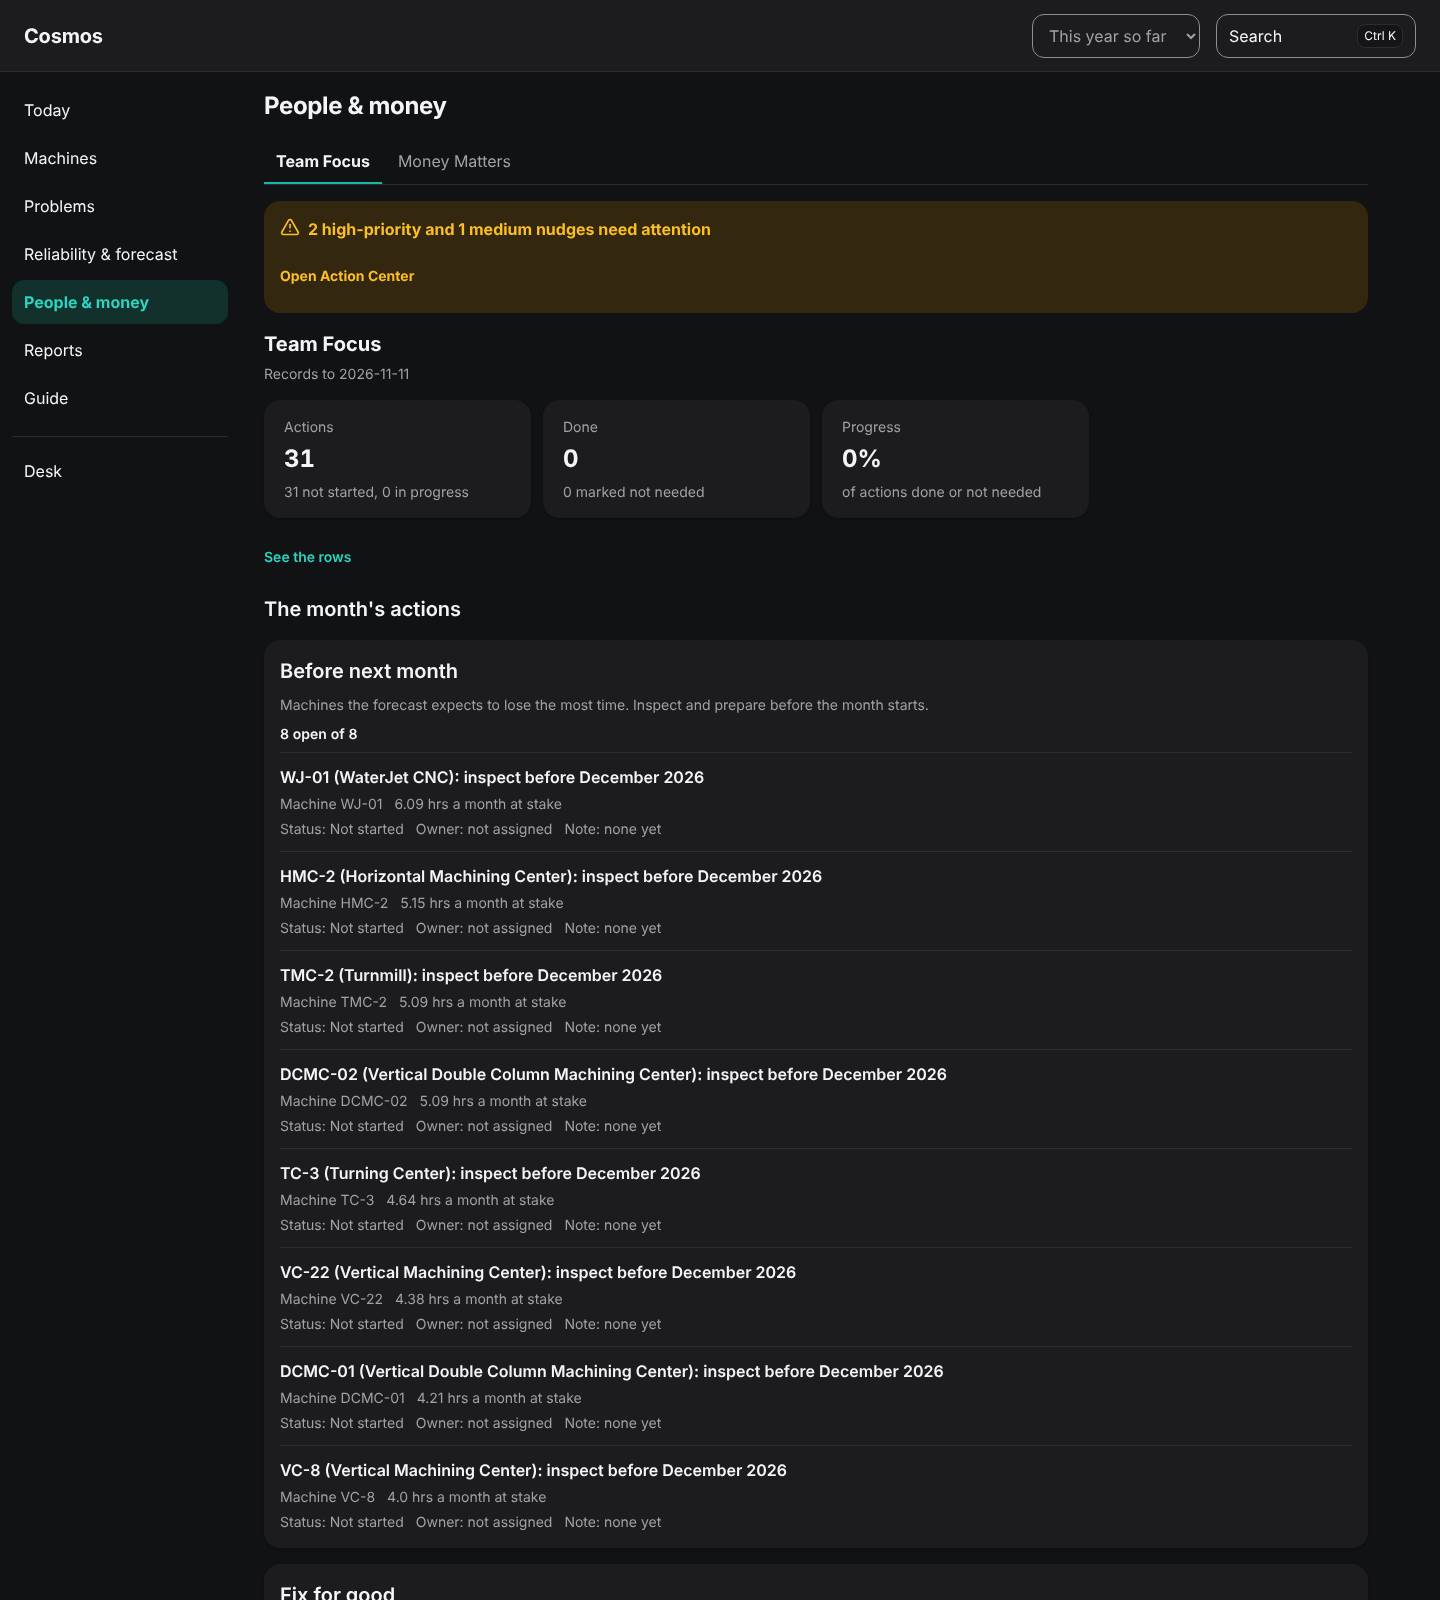 Cosmos
This year so far
Search
Ctrl K
Today
Machines
Problems
Reliability & forecast
People & money
Reports
Guide
Desk
People & money
Team Focus
Money Matters
2 high-priority and 1 medium nudges need attention
Open Action Center
Team Focus
Records to 2026-11-11
Actions
31
31 not started, 0 in progress
Done
0
0 marked not needed
Progress
0%
of actions done or not needed
See the rows
The month's actions
Before next month
Machines the forecast expects to lose the most time. Inspect and prepare before the month starts.
8 open of 8
WJ-01 (WaterJet CNC): inspect before December 2026
Machine WJ-01 6.09 hrs a month at stake
Status: Not started Owner: not assigned Note: none yet
HMC-2 (Horizontal Machining Center): inspect before December 2026
Machine HMC-2 5.15 hrs a month at stake
Status: Not started Owner: not assigned Note: none yet
TMC-2 (Turnmill): inspect before December 2026
Machine TMC-2 5.09 hrs a month at stake
Status: Not started Owner: not assigned Note: none yet
DCMC-02 (Vertical Double Column Machining Center): inspect before December 2026
Machine DCMC-02 5.09 hrs a month at stake
Status: Not started Owner: not assigned Note: none yet
TC-3 (Turning Center): inspect before December 2026
Machine TC-3 4.64 hrs a month at stake
Status: Not started Owner: not assigned Note: none yet
VC-22 (Vertical Machining Center): inspect before December 2026
Machine VC-22 4.38 hrs a month at stake
Status: Not started Owner: not assigned Note: none yet
DCMC-01 (Vertical Double Column Machining Center): inspect before December 2026
Machine DCMC-01 4.21 hrs a month at stake
Status: Not started Owner: not assigned Note: none yet
VC-8 (Vertical Machining Center): inspect before December 2026
Machine VC-8 4.0 hrs a month at stake
Status: Not started Owner: not assigned Note: none yet
Fix for good